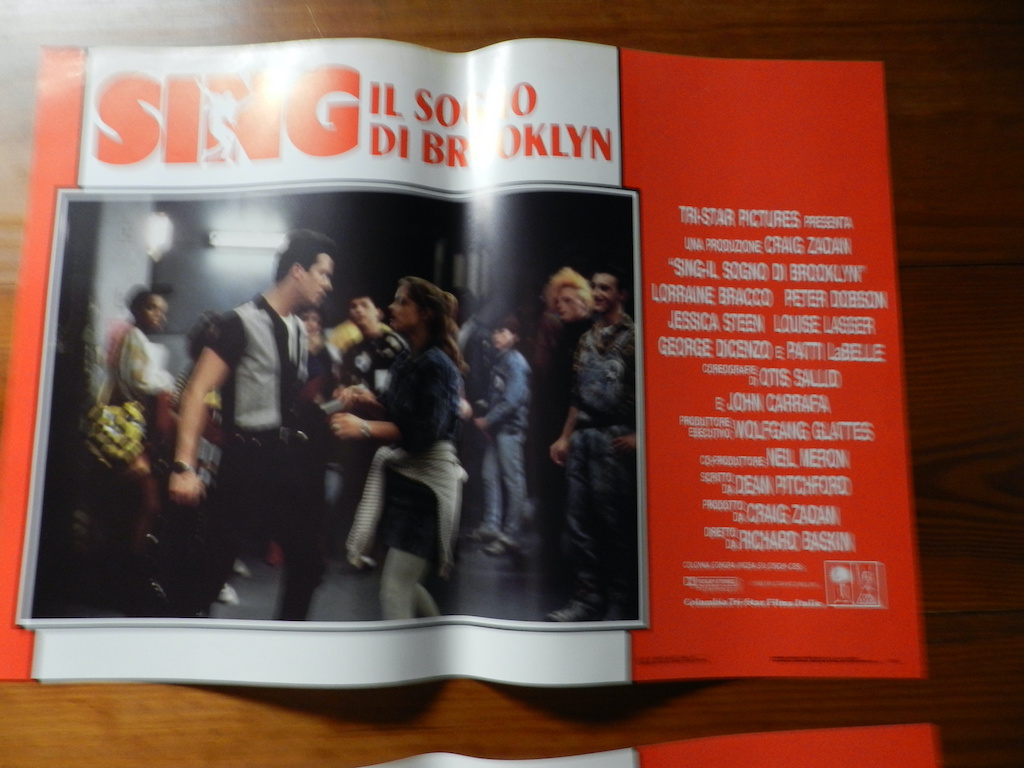 SING IL SOGNO
DI BROOKLYN
TRI-STAR PICTURES PRESENTA
UNA PRODUZIONE CRAIG ZADAN
"SING-IL SOGNO DI BROOKLYN"
LORRAINE BRACCO PETER DOBSON
JESSICA STEEN LOUISE LASSER
GEORGE DICENZO E PATTI LaBELLE
COREOGRAFIE DI OTIS SALLID
E JOHN CARRAFA
PRODUTTORE ESECUTIVO WOLFGANG GLATTES
CO-PRODUTTORE NEIL MERON
SCRITTO DA DEAN PITCHFORD
PRODOTTO DA CRAIG ZADAN
DIRETTO DA RICHARD BASKIN
Columbia Tri-Star Films Italia